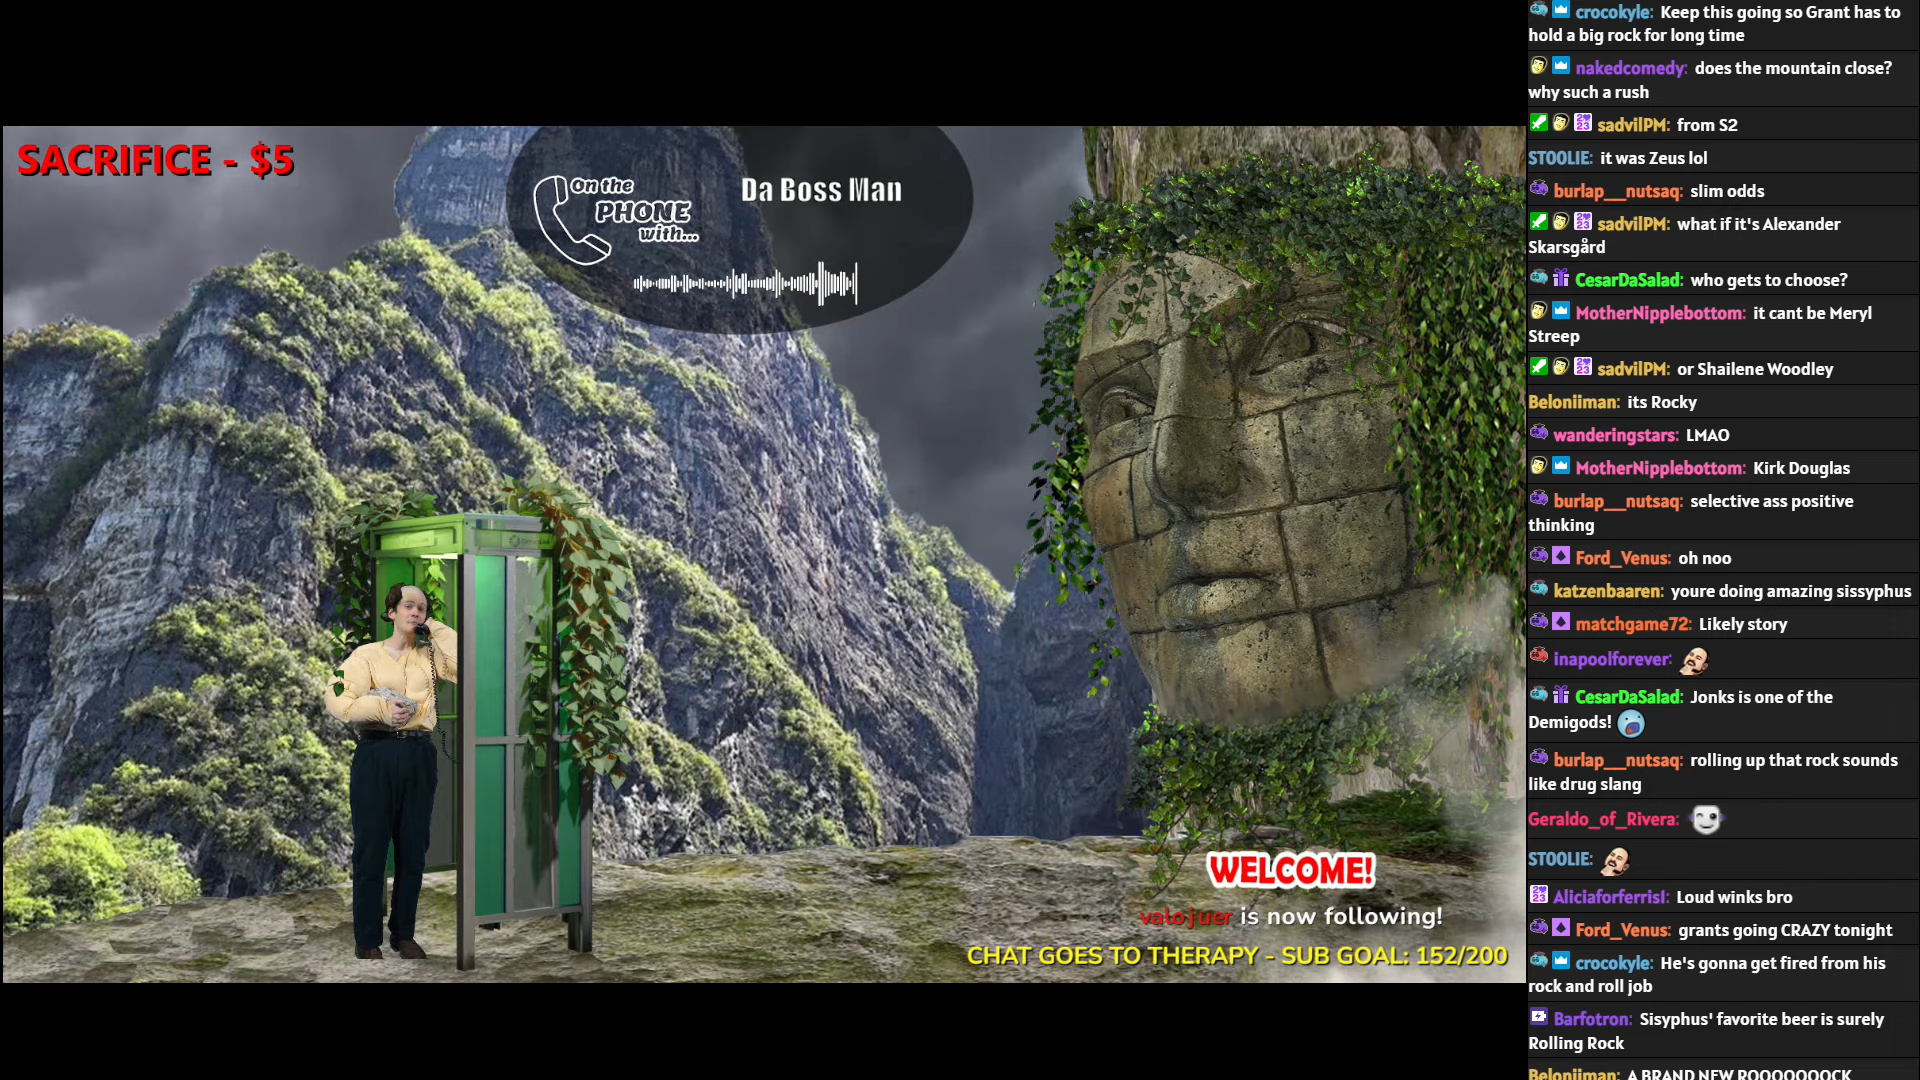 SACRIFICE - $5
On the
PHONE
with...
Da Boss Man
WELCOME!
valojuer is now following!
CHAT GOES TO THERAPY - SUB GOAL: 152/200
crocokyle: Keep this going so Grant has to
hold a big rock for long time
nakedcomedy: does the mountain close?
why such a rush
sadvilPM: from S2
STOOLIE: it was Zeus lol
burlap__nutsaq: slim odds
sadvilPM: what if it's Alexander
Skarsgård
CesarDaSalad: who gets to choose?
MotherNipplebottom: it cant be Meryl
Streep
sadvilPM: or Shailene Woodley
Beloniiman: its Rocky
wanderingstars: LMAO
MotherNipplebottom: Kirk Douglas
burlap__nutsaq: selective ass positive
thinking
Ford_Venus: oh noo
katzenbaaren: youre doing amazing sissyphus
matchgame72: Likely story
inapoolforever:
CesarDaSalad: Jonks is one of the
Demigods!
burlap__nutsaq: rolling up that rock sounds
like drug slang
Geraldo_of_Rivera:
STOOLIE:
Aliciaforferrisl: Loud winks bro
Ford_Venus: grants going CRAZY tonight
crocokyle: He's gonna get fired from his
rock and roll job
Barfotron: Sisyphus' favorite beer is surely
Rolling Rock
Beloniiman: A BRAND NEW ROOOOOOOCK